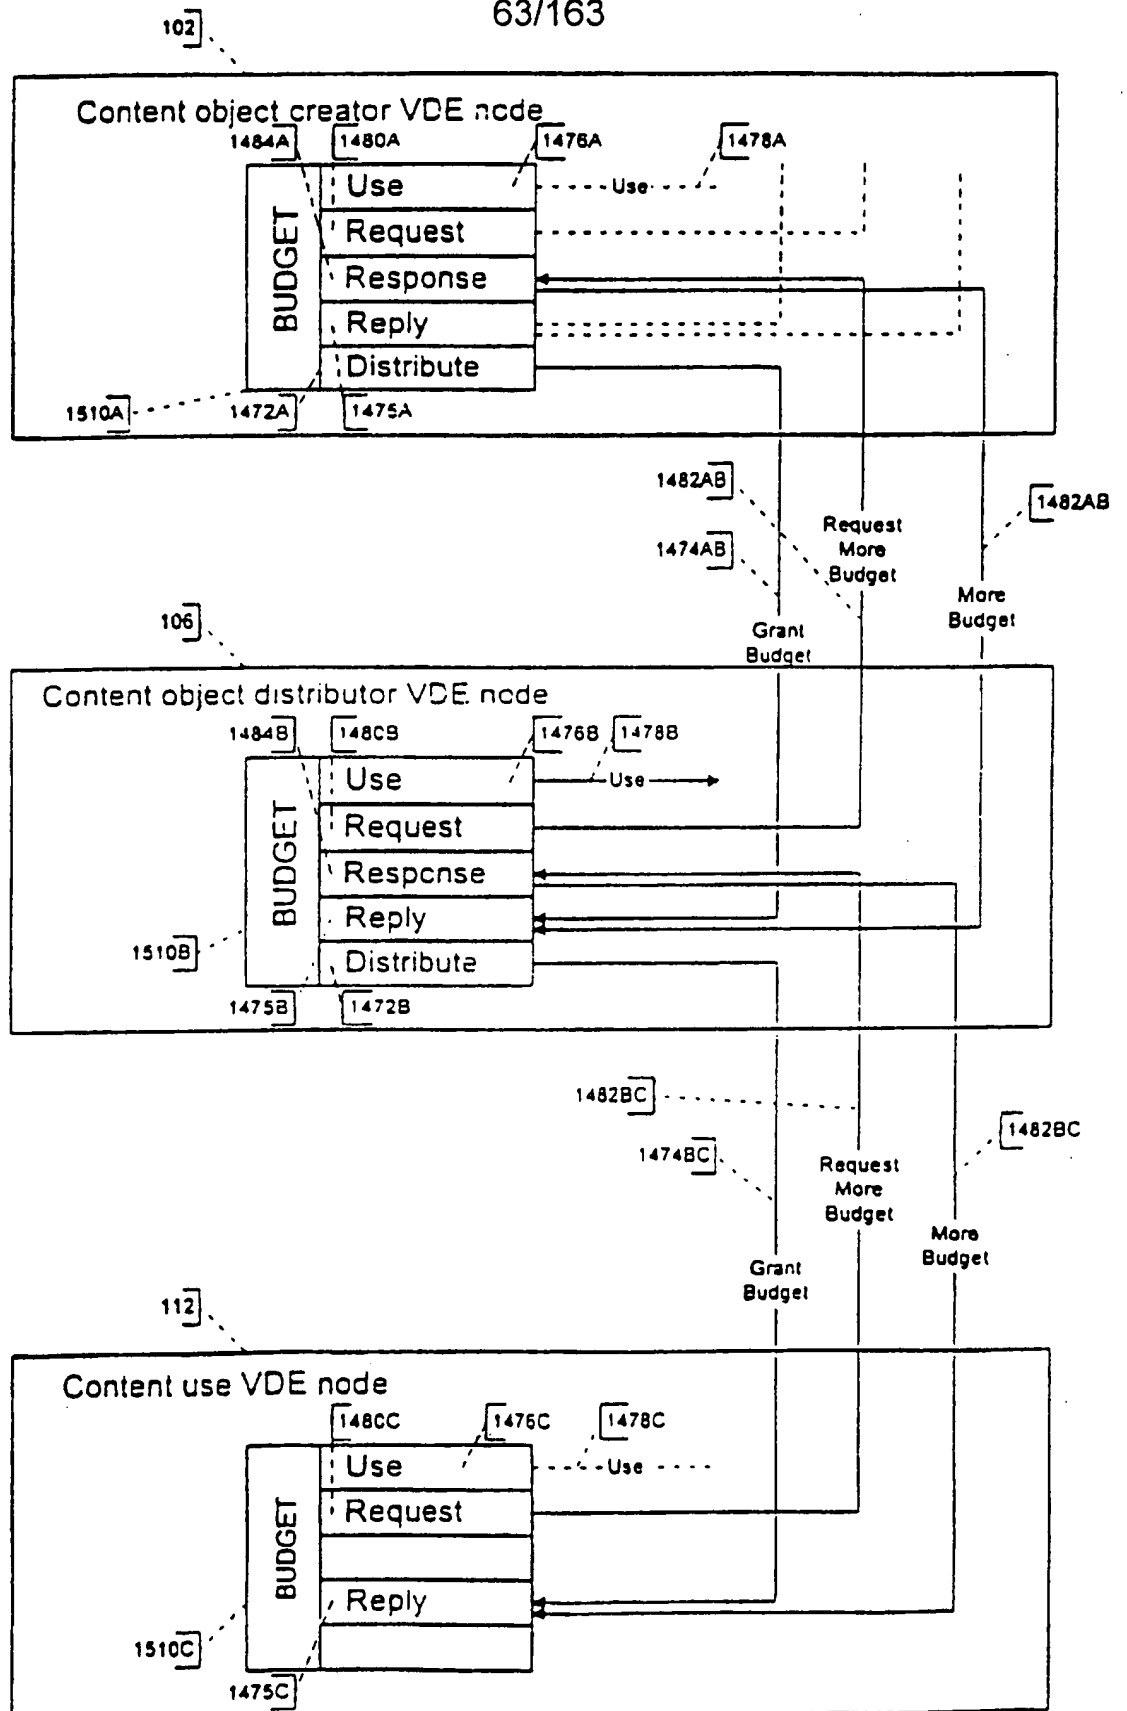 63/163
102
Content object creator VDE node
1484A 1480A 1476A 1478A
BUDGET
Use
Use
Request
Response
Reply
Distribute
1510A 1472A 1475A
1482AB
1482AB
1474AB
Request
More
Budget
More
Budget
Grant
Budget
106
Content object distributor VDE node
1484B 1480B 1476B 1478B
BUDGET
Use
Use
Request
Response
Reply
Distribute
1510B
1475B 1472B
1482BC
1482BC
1474BC
Request
More
Budget
More
Budget
Grant
Budget
112
Content use VDE node
1480C 1476C 1478C
BUDGET
Use
Use
Request
Reply
1510C
1475C